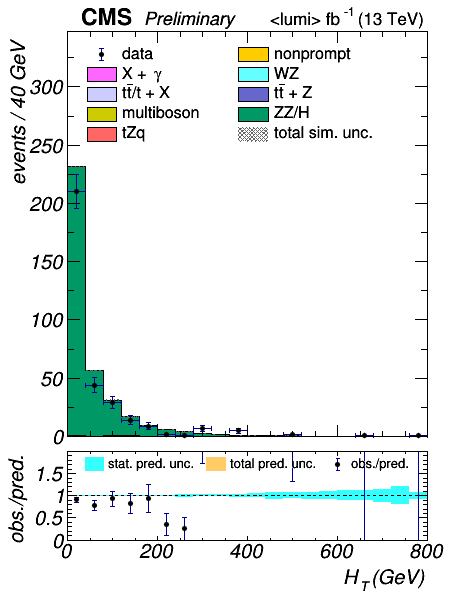 CMS Preliminary <lumi> fb⁻¹ (13 TeV)
events / 40 GeV
data
nonprompt
X + γ
WZ
tt̄/t + X
tt̄ + Z
multiboson
ZZ/H
tZq
total sim. unc.
300
250
200
150
100
50
0
obs./pred.
stat. pred. unc.
total pred. unc.
obs./pred.
1.5
1
0.5
0
0 200 400 600 800
H_T (GeV)